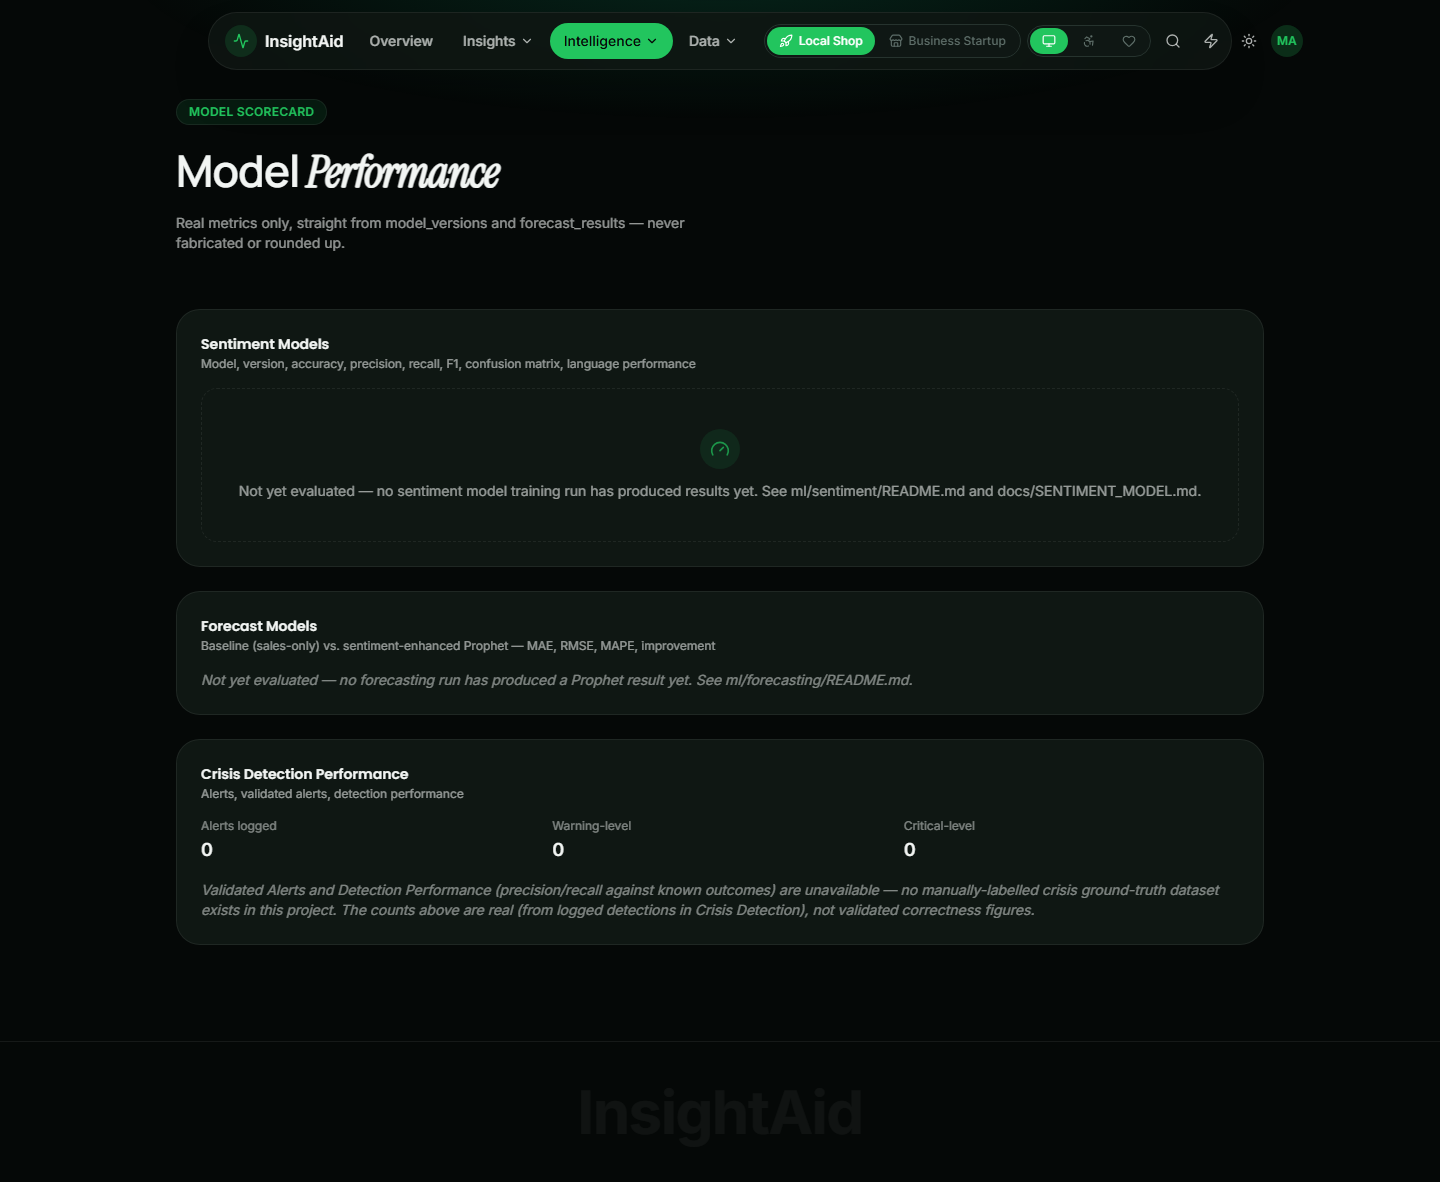 InsightAid
Overview
Insights
Intelligence
Data
Local Shop
Business Startup
MA
MODEL SCORECARD
Model Performance
Real metrics only, straight from model_versions and forecast_results — never
fabricated or rounded up.
Sentiment Models
Model, version, accuracy, precision, recall, F1, confusion matrix, language performance
Not yet evaluated — no sentiment model training run has produced results yet. See ml/sentiment/README.md and docs/SENTIMENT_MODEL.md.
Forecast Models
Baseline (sales-only) vs. sentiment-enhanced Prophet — MAE, RMSE, MAPE, improvement
Not yet evaluated — no forecasting run has produced a Prophet result yet. See ml/forecasting/README.md.
Crisis Detection Performance
Alerts, validated alerts, detection performance
Alerts logged
0
Warning-level
0
Critical-level
0
Validated Alerts and Detection Performance (precision/recall against known outcomes) are unavailable — no manually-labelled crisis ground-truth dataset
exists in this project. The counts above are real (from logged detections in Crisis Detection), not validated correctness figures.
InsightAid